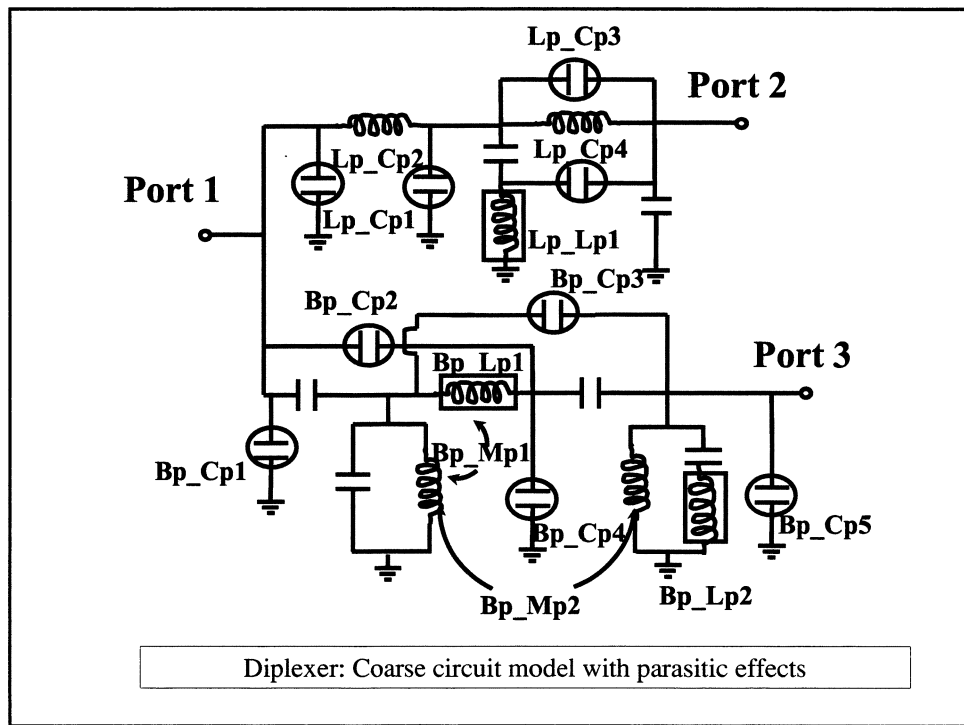 Lp_Cp3
Port 2
Lp_Cp2
Lp_Cp4
Port 1
Lp_Cp1
Lp_Lp1
Bp_Cp2
Bp_Cp3
Bp_Lp1
Port 3
Bp_Mp1
Bp_Cp1
Bp_Cp4
Bp_Cp5
Bp_Mp2
Bp_Lp2
Diplexer: Coarse circuit model with parasitic effects